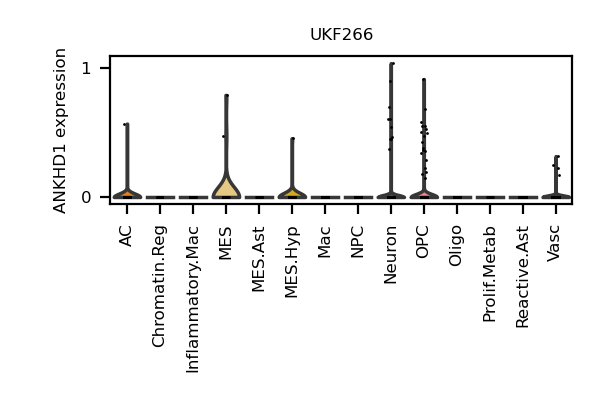 UKF266
ANKHD1 expression
1
0
AC
Chromatin.Reg
Inflammatory.Mac
MES
MES.Ast
MES.Hyp
Mac
NPC
Neuron
OPC
Oligo
Prolif.Metab
Reactive.Ast
Vasc